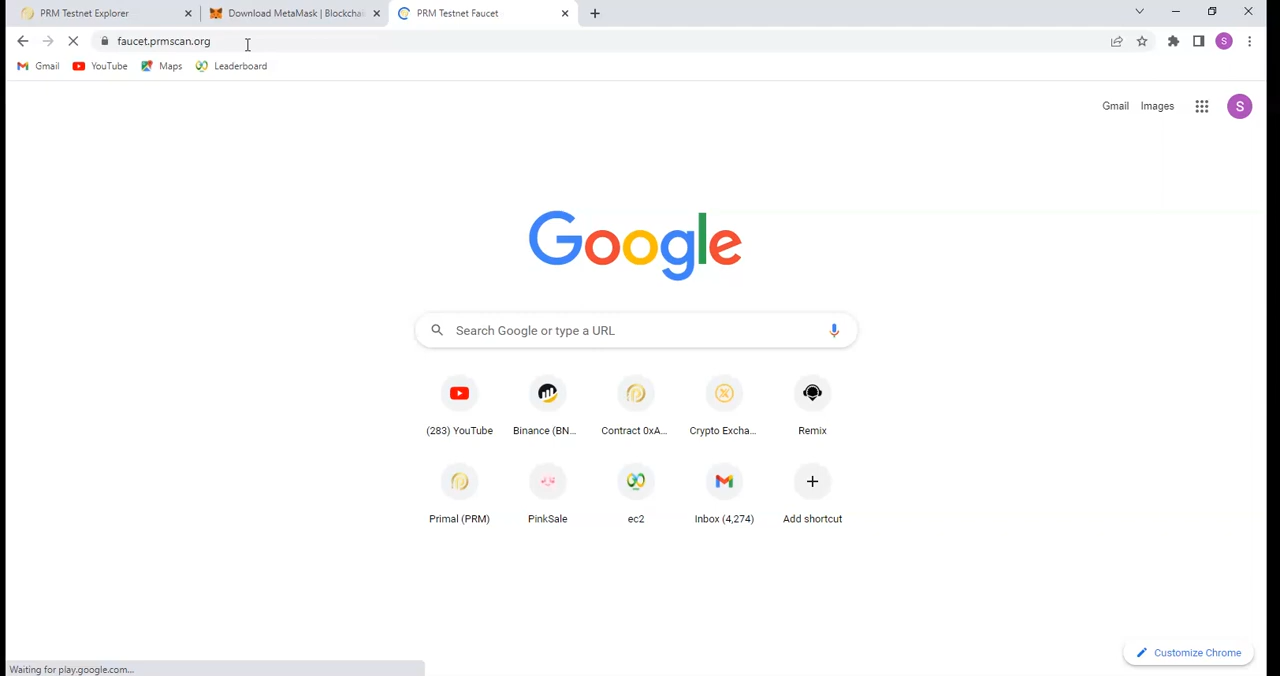 PRM Testnet Explorer
Download MetaMask | Blockchai
PRM Testnet Faucet
faucet.prmscan.org
S
Gmail
YouTube
Maps
Leaderboard
Gmail
Images
S
Google
Search Google or type a URL
(283) YouTube
Binance (BN...
Contract 0xA...
Crypto Excha...
Remix
Primal (PRM)
PinkSale
ec2
Inbox (4,274)
Add shortcut
Customize Chrome
Waiting for play.google.com...